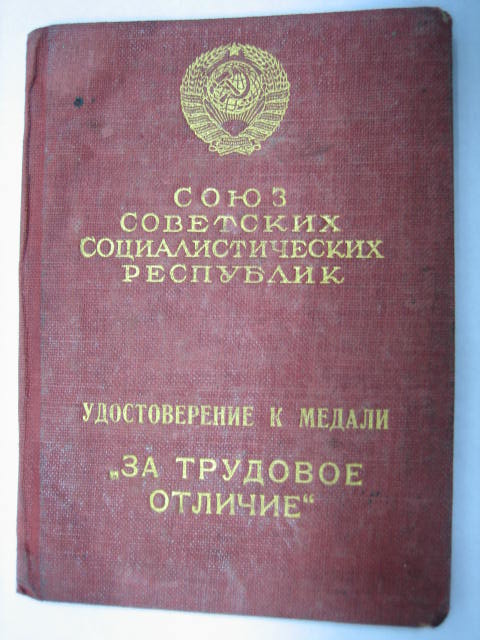 СОЮЗ
СОВЕТСКИХ
СОЦИАЛИСТИЧЕСКИХ
РЕСПУБЛИК
УДОСТОВЕРЕНИЕ К МЕДАЛИ
„ЗА ТРУДОВОЕ
ОТЛИЧИЕ“